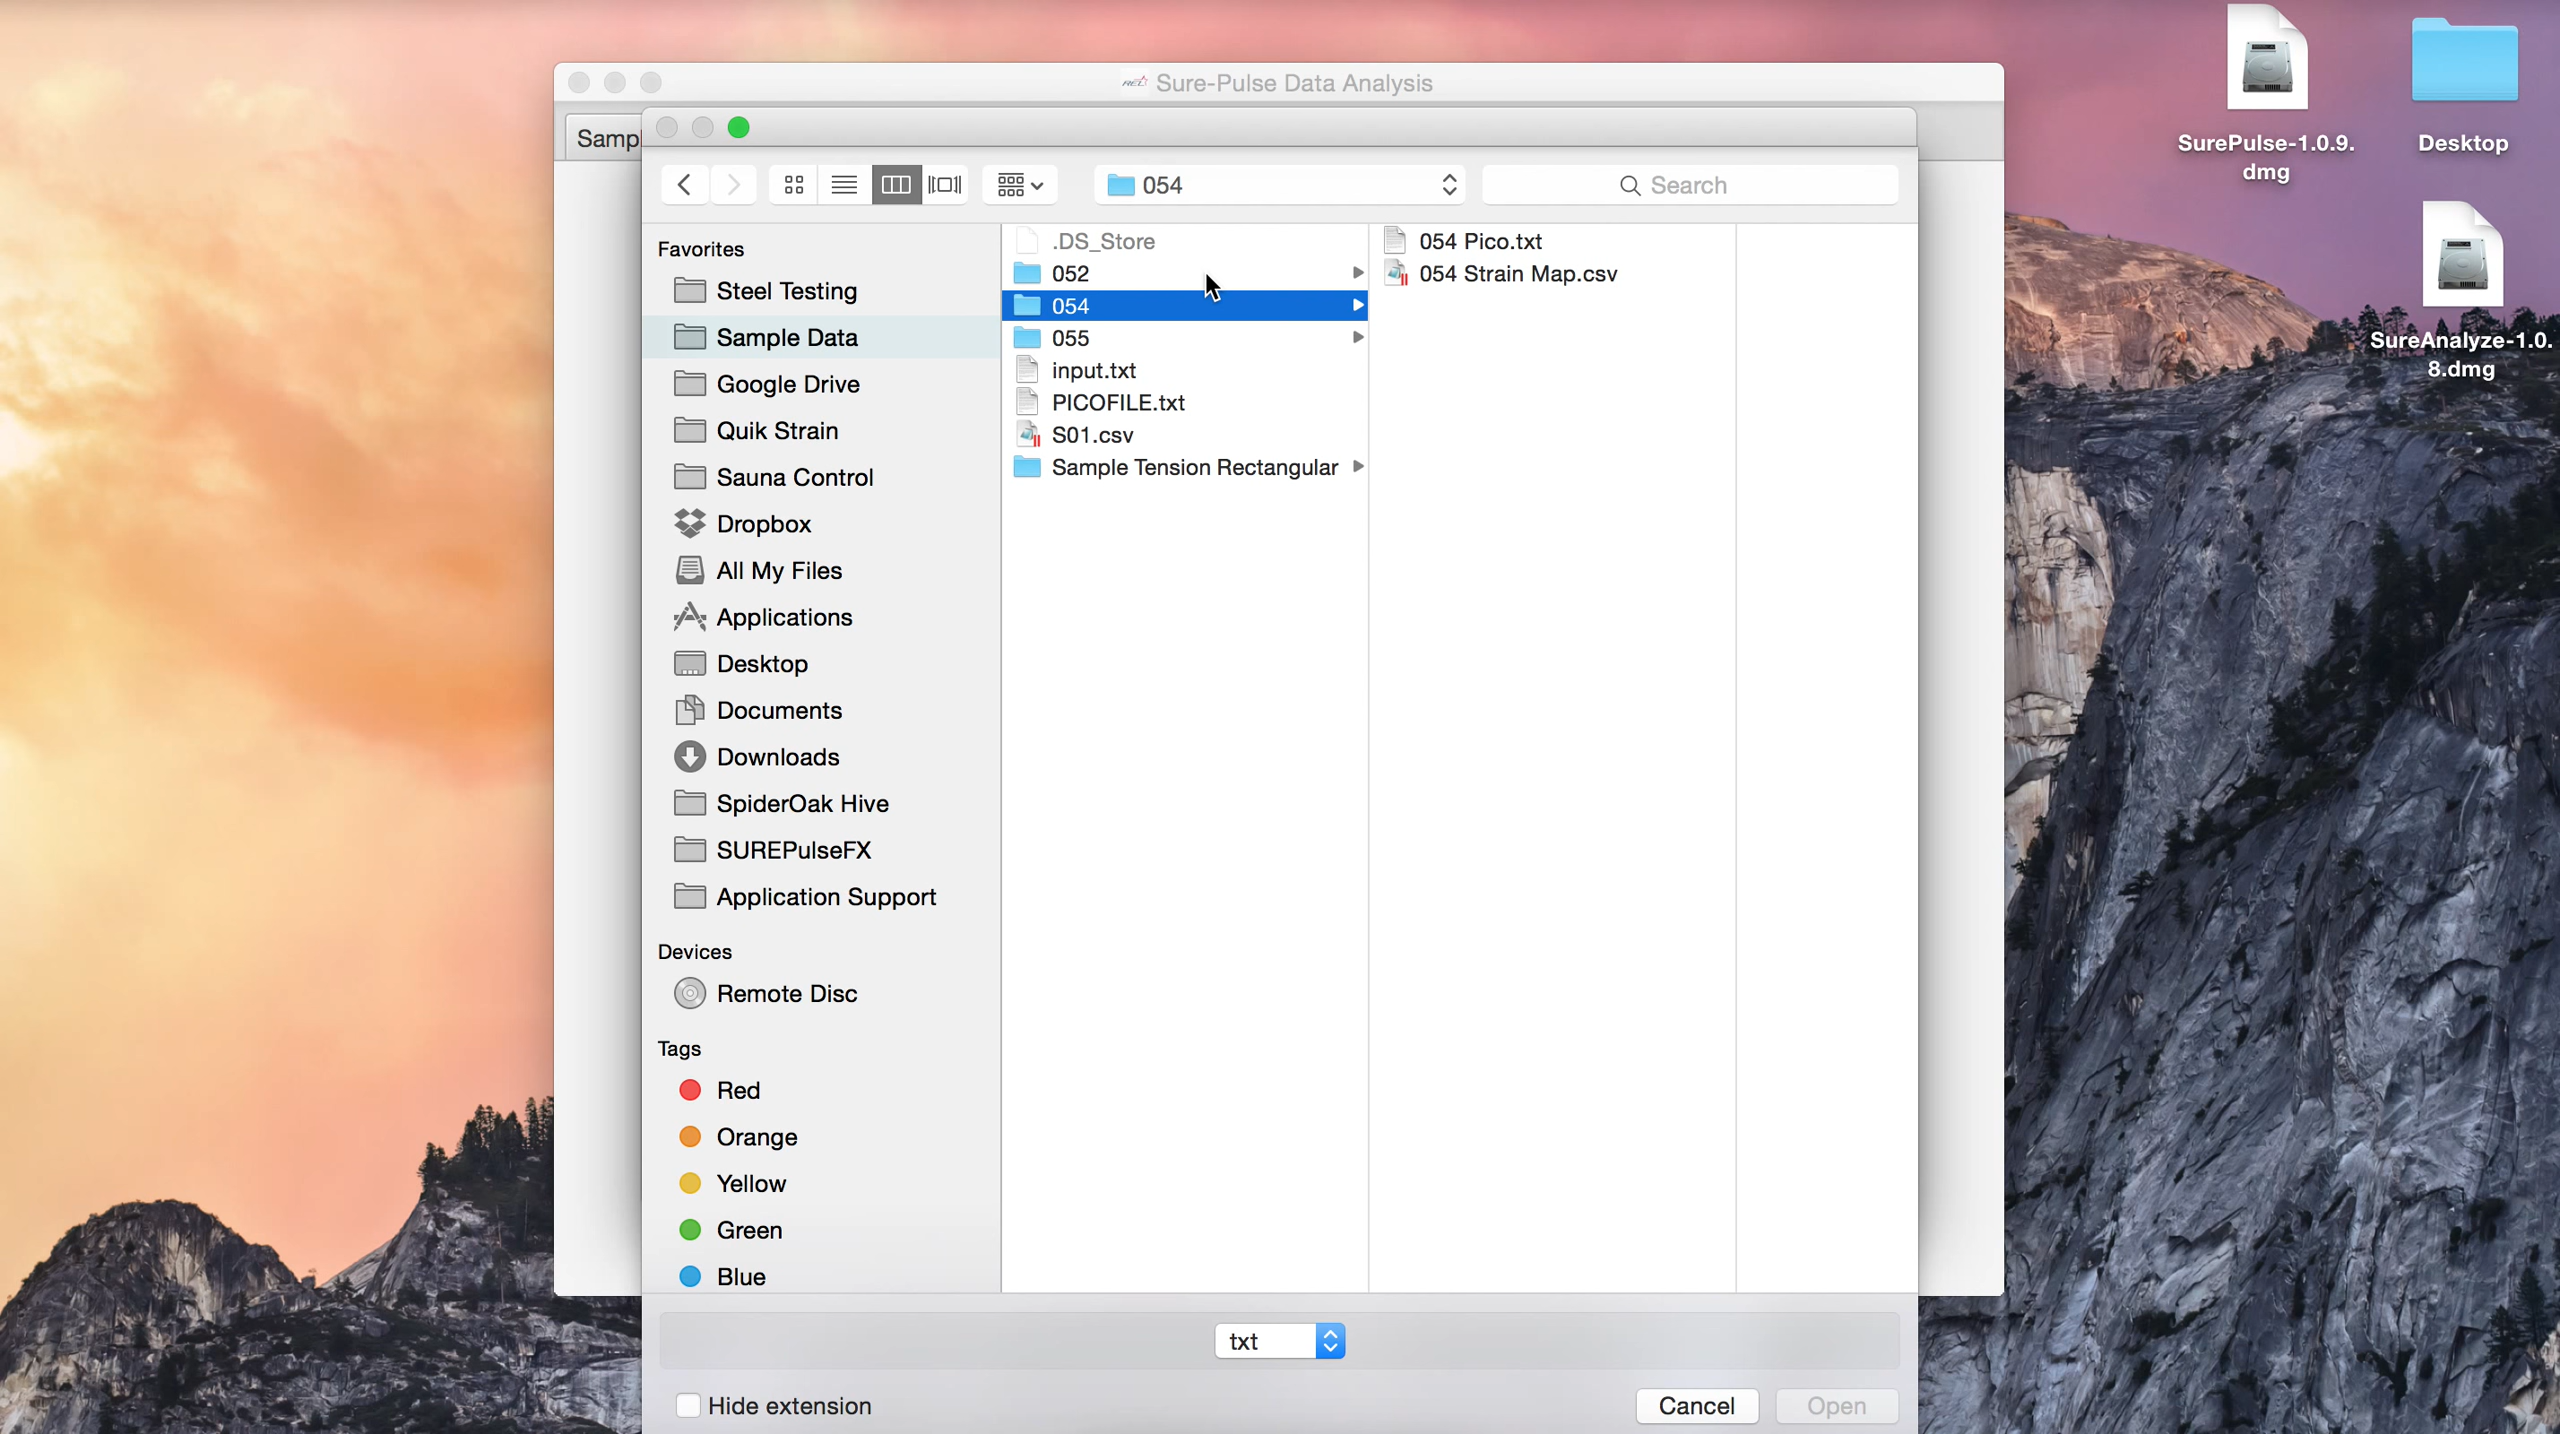 REL Sure-Pulse Data Analysis
Sampl
054
Search
Favorites
Steel Testing
Sample Data
Google Drive
Quik Strain
Sauna Control
Dropbox
All My Files
Applications
Desktop
Documents
Downloads
SpiderOak Hive
SUREPulseFX
Application Support
Devices
Remote Disc
Tags
Red
Orange
Yellow
Green
Blue
.DS_Store
052
054
055
input.txt
PICOFILE.txt
S01.csv
Sample Tension Rectangular
054 Pico.txt
054 Strain Map.csv
txt
Hide extension
Cancel
Open
SurePulse-1.0.9.
dmg
Desktop
SureAnalyze-1.0.
8.dmg